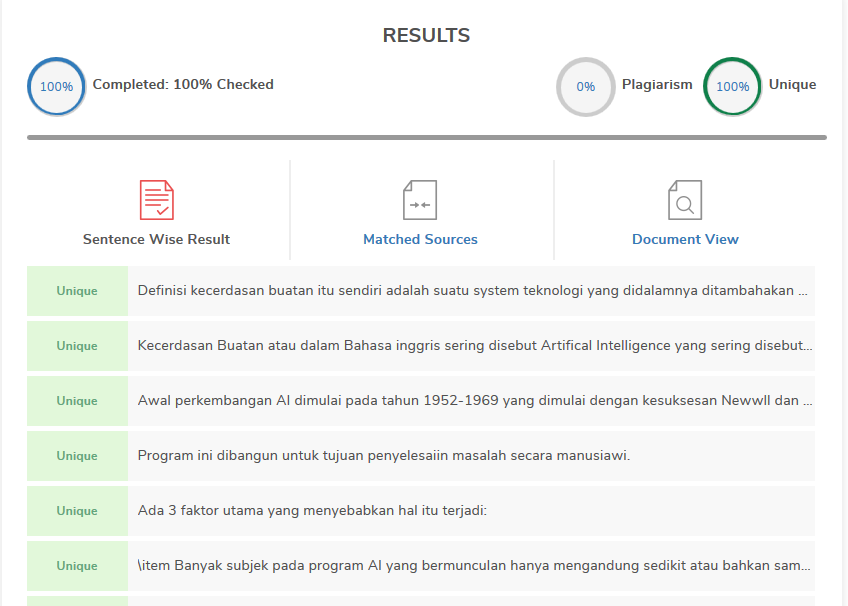 RESULTS
100% Completed: 100% Checked 0% Plagiarism 100% Unique
Sentence Wise Result Matched Sources Document View
Unique Definisi kecerdasan buatan itu sendiri adalah suatu system teknologi yang didalamnya ditambahakan ...
Unique Kecerdasan Buatan atau dalam Bahasa inggris sering disebut Artifical Intelligence yang sering disebut...
Unique Awal perkembangan AI dimulai pada tahun 1952-1969 yang dimulai dengan kesuksesan Newwll dan ...
Unique Program ini dibangun untuk tujuan penyelesaiin masalah secara manusiawi.
Unique Ada 3 faktor utama yang menyebabkan hal itu terjadi:
Unique \item Banyak subjek pada program AI yang bermunculan hanya mengandung sedikit atau bahkan sam...